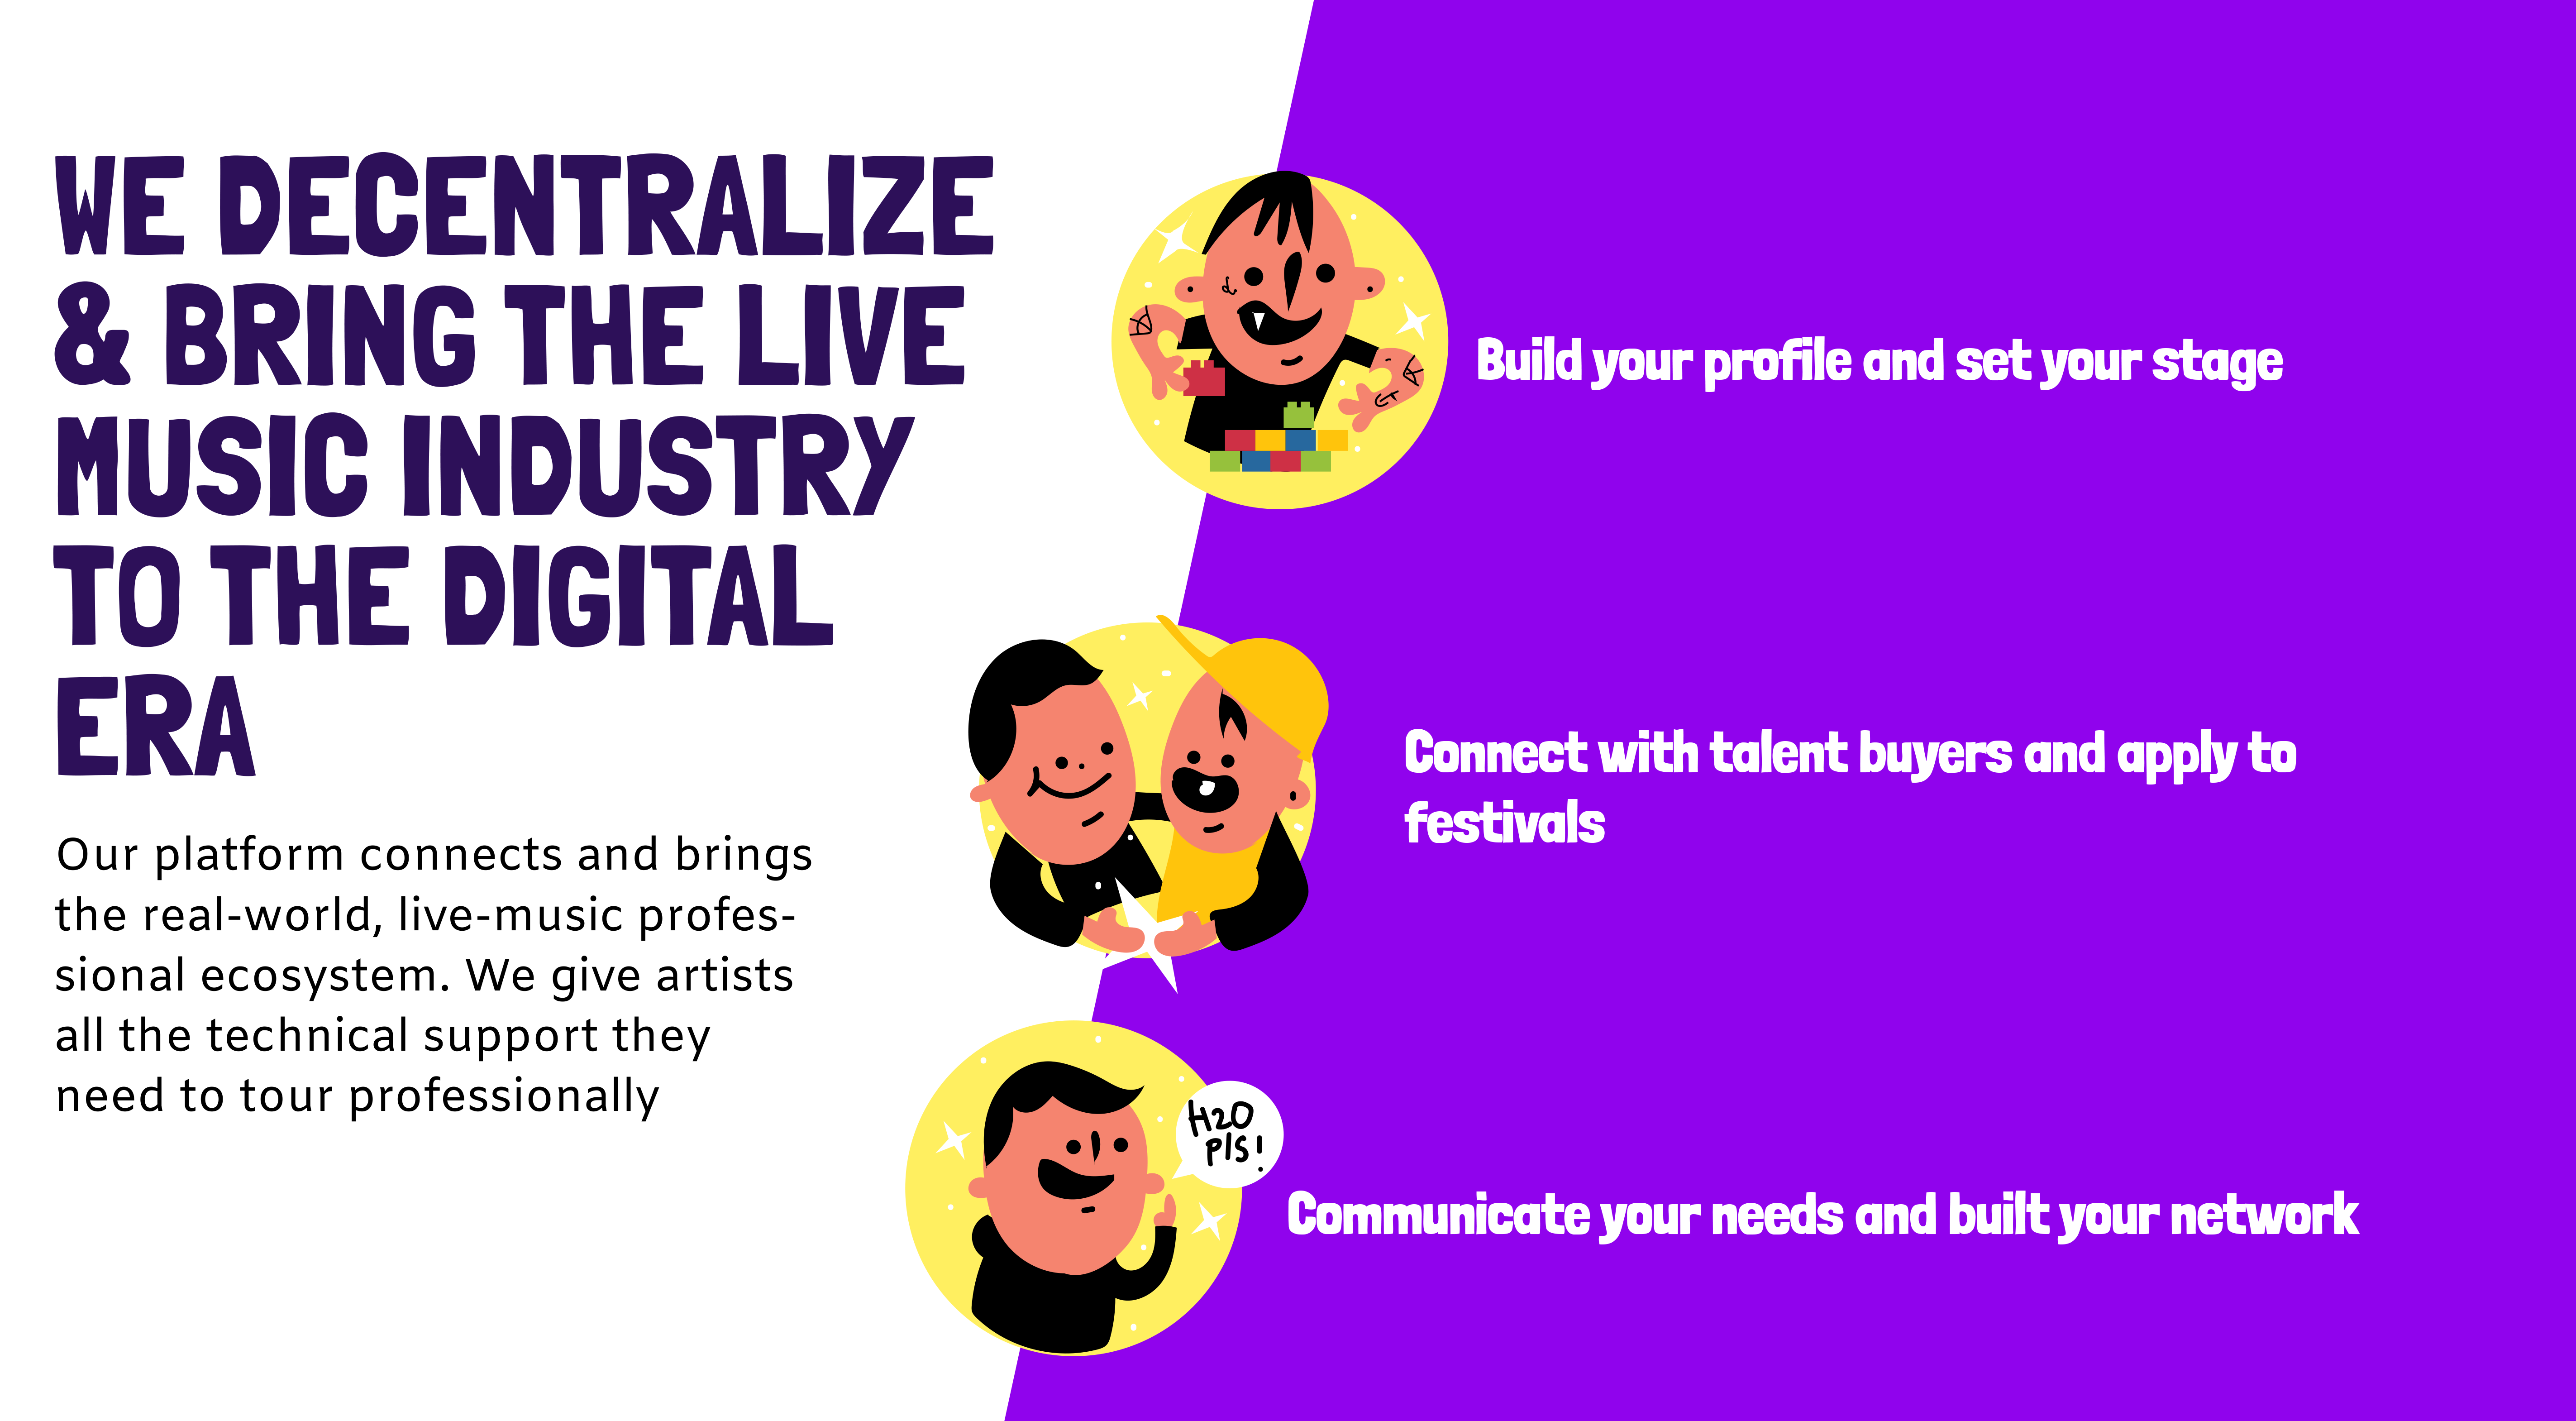 WE DECENTRALIZE
& BRING THE LIVE
MUSIC INDUSTRY
TO THE DIGITAL
ERA
Our platform connects and brings
the real-world, live-music profes-
sional ecosystem. We give artists
all the technical support they
need to tour professionally
Build your profile and set your stage
Connect with talent buyers and apply to
festivals
H2O
PlS!
Communicate your needs and built your network